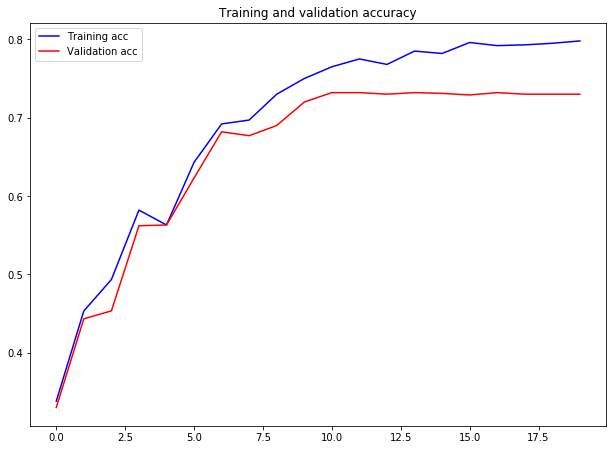 Training and validation accuracy
Training acc
Validation acc
0.8
0.7
0.6
0.5
0.4
0.0 2.5 5.0 7.5 10.0 12.5 15.0 17.5